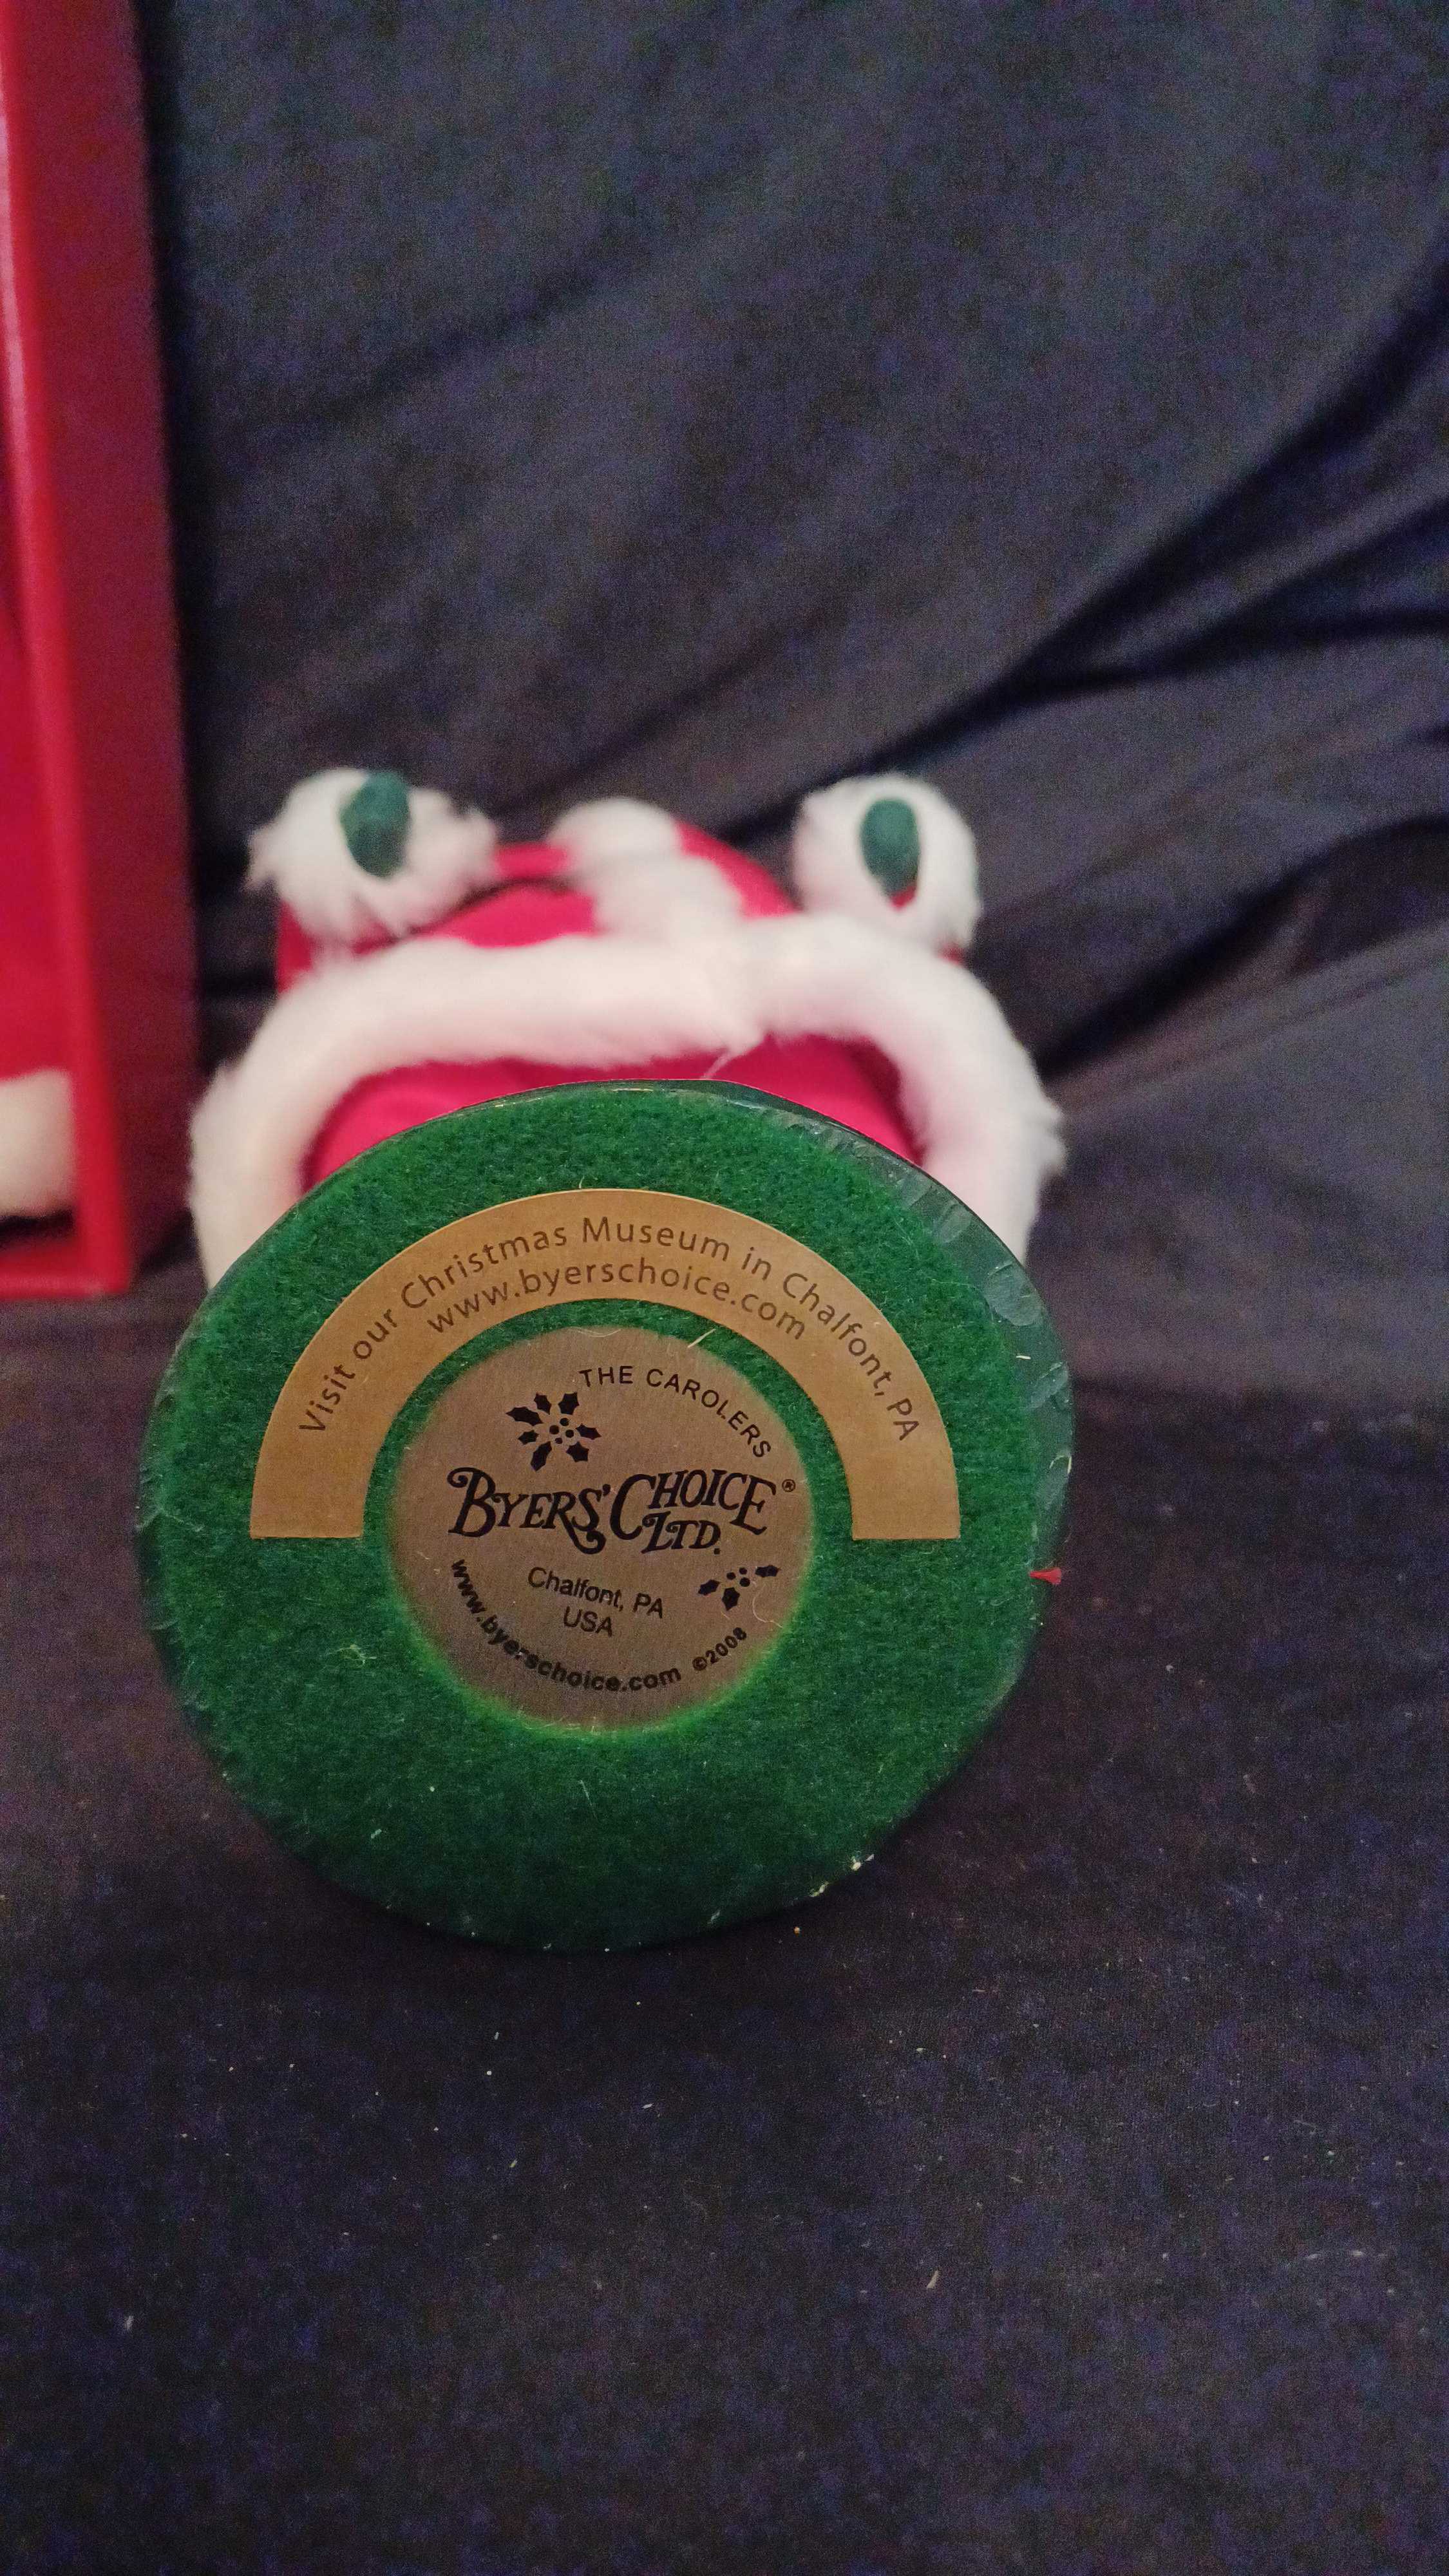 Visit our Christmas Museum in Chalfont, PA
www.byerschoice.com
THE CAROLERS
BYERS' CHOICE®
LTD.
Chalfont, PA
USA
www.byerschoice.com ©2008